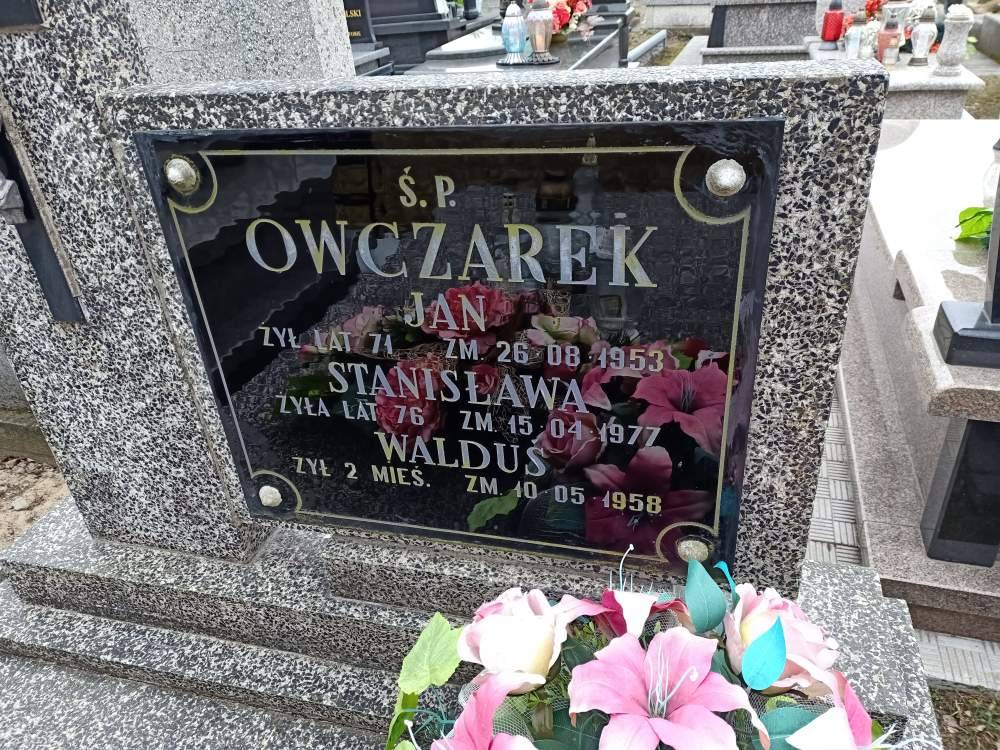 Ś.P.
OWCZAREK
JAN
ŻYŁ LAT 71 ZM. 26 08 1953
STANISŁAWA
ŻYŁA LAT 76 ZM. 15 04 1977
WALDUŚ
ŻYŁ 2 MIEŚ. ZM. 10 05 1958